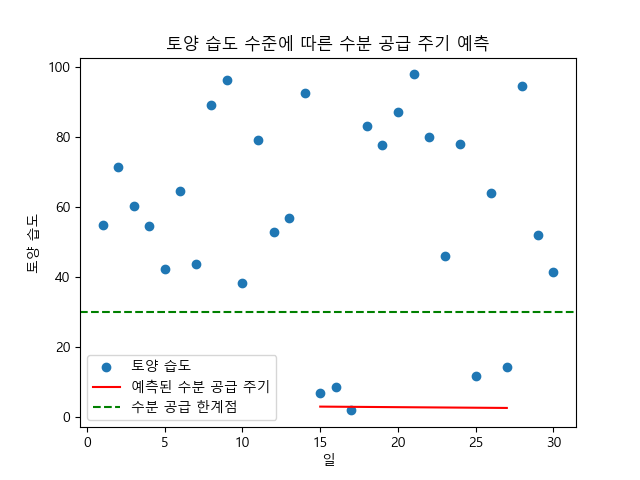 토양 습도 수준에 따른 수분 공급 주기 예측
토양 습도
100
80
60
40
20
0
토양 습도
예측된 수분 공급 주기
수분 공급 한계점
0 5 10 15 20 25 30
일